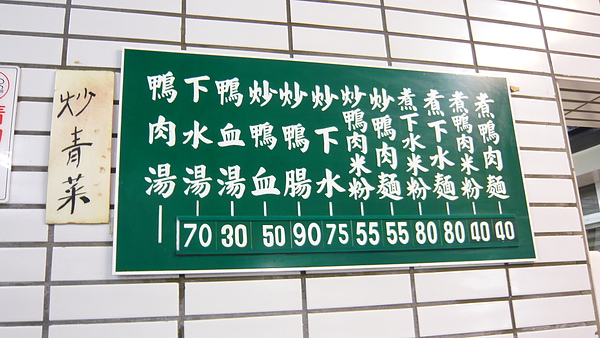 煮鴨肉麵 40
煮鴨肉米粉 40
煮下水麵 80
煮下水米粉 80
炒鴨肉麵 55
炒鴨肉米粉 55
炒下水 75
炒鴨腸 90
炒鴨血 50
鴨血湯 30
下水湯 70
鴨肉湯
炒青菜